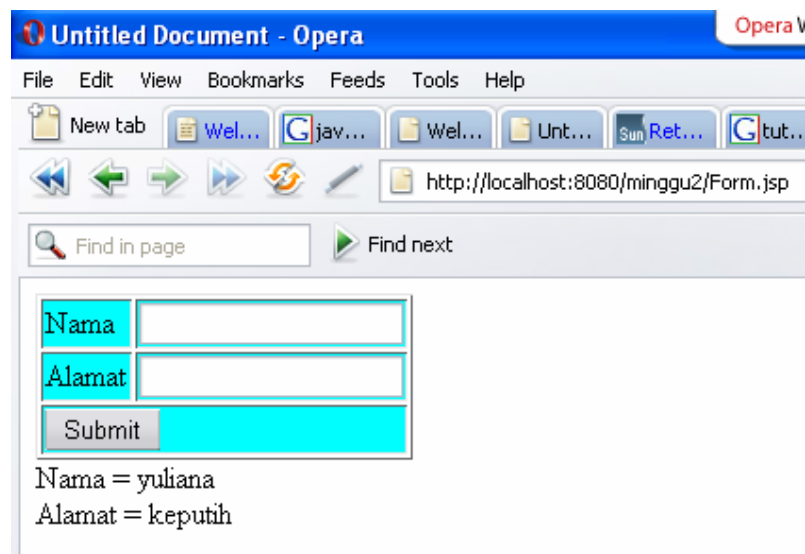 Untitled Document - Opera
Opera
File Edit View Bookmarks Feeds Tools Help
New tab Wel... jav... Wel... Unt... Sun Ret... tut..
http://localhost:8080/minggu2/Form.jsp
Find in page Find next
Nama
Alamat
Submit
Nama = yuliana
Alamat = keputih